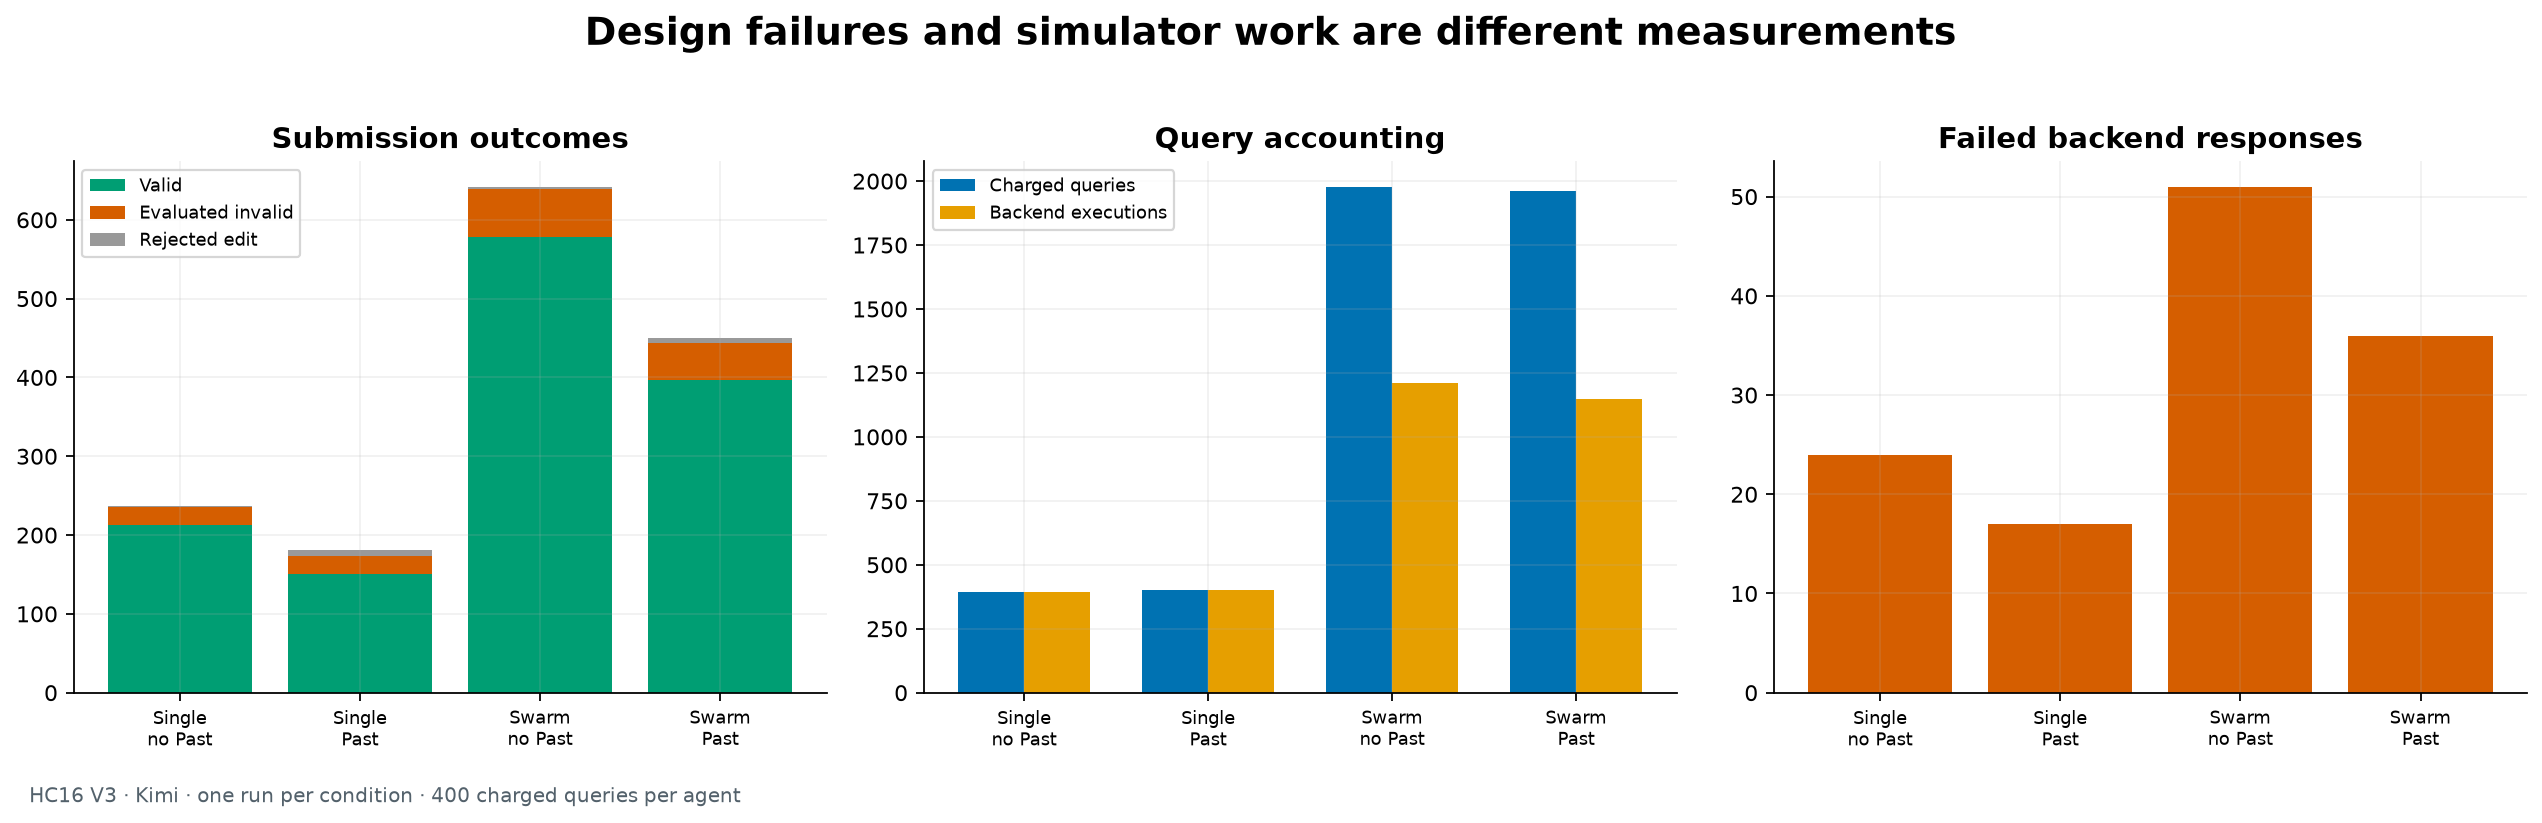 Design failures and simulator work are different measurements
Submission outcomes
Valid
Evaluated invalid
Rejected edit
600
500
400
300
200
100
0
Single
no Past
Single
Past
Swarm
no Past
Swarm
Past
Query accounting
Charged queries
Backend executions
2000
1750
1500
1250
1000
750
500
250
0
Single
no Past
Single
Past
Swarm
no Past
Swarm
Past
Failed backend responses
50
40
30
20
10
0
Single
no Past
Single
Past
Swarm
no Past
Swarm
Past
HC16 V3 · Kimi · one run per condition · 400 charged queries per agent